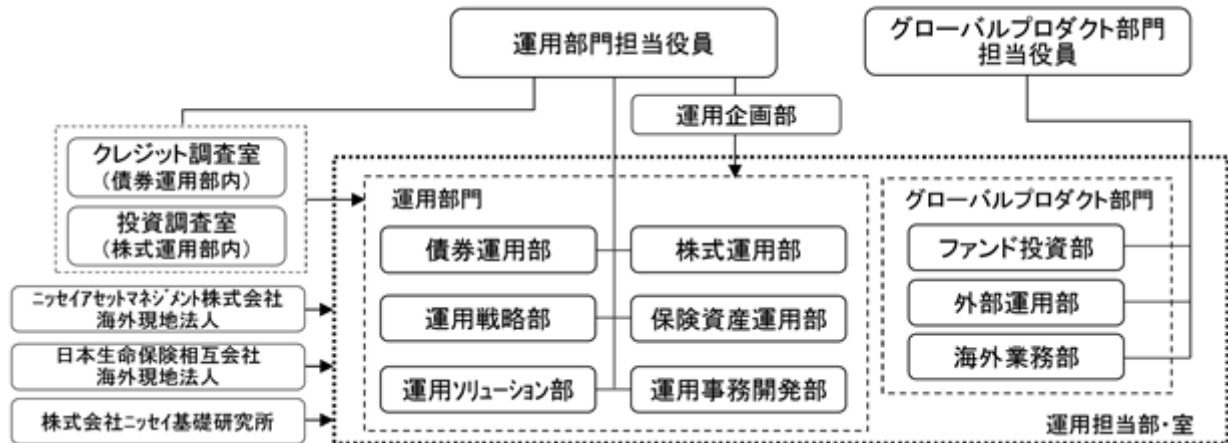 運用部門担当役員
グローバルプロダクト部門
担当役員
運用企画部
クレジット調査室
(債券運用部内)
投資調査室
(株式運用部内)
運用部門
債券運用部
株式運用部
運用戦略部
保険資産運用部
運用ソリューション部
運用事務開発部
グローバルプロダクト部門
ファンド投資部
外部運用部
海外業務部
ニッセイアセットマネジメント株式会社
海外現地法人
日本生命保険相互会社
海外現地法人
株式会社ニッセイ基礎研究所
運用担当部・室